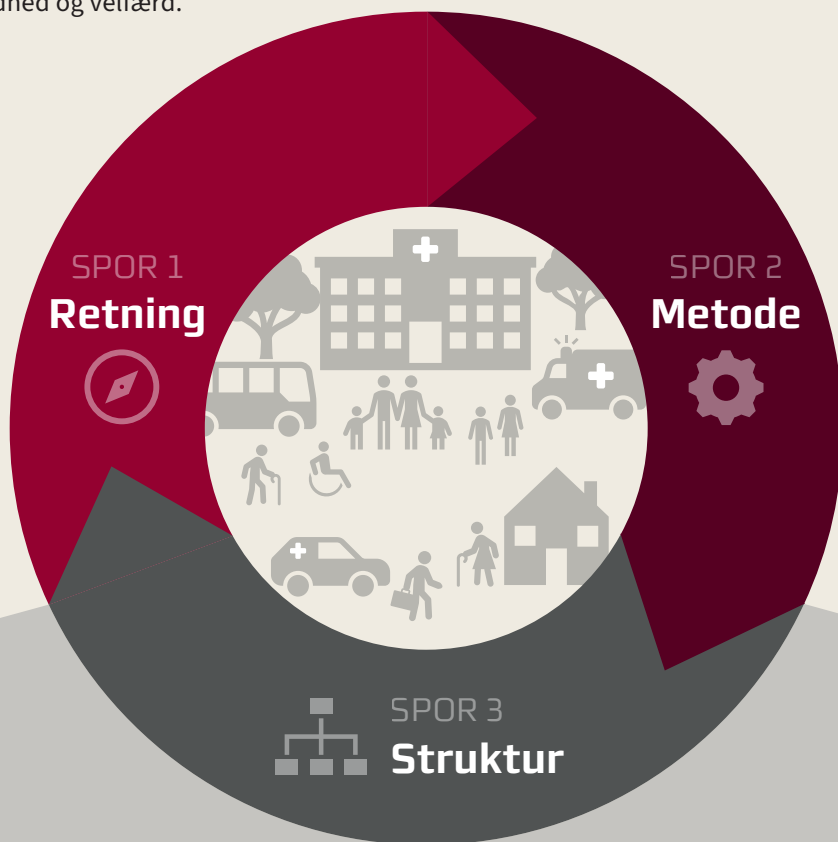 og velfærd.
SPOR 1
Retning
SPOR 2
Metode
SPOR 3
Struktur